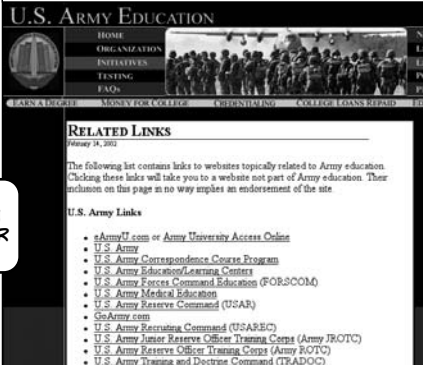 U.S. ARMY EDUCATION
HOME
ORGANIZATION
INITIATIVES
TESTING
FAQs
EARN A DEGREE MONEY FOR COLLEGE CREDENTIALING COLLEGE LOANS REPAID
RELATED LINKS
February 14, 2002
The following list contains links to websites topically related to Army education.
Clicking these links will take you to a website not part of Army education. Their
inclusion on this page in no way implies an endorsement of the site.
U.S. Army Links
• eArmyU.com or Army University Access Online
• U.S. Army
• U.S. Army Correspondence Course Program
• U.S. Army Education/Learning Centers
• U.S. Army Forces Command Education (FORSCOM)
• U.S. Army Medical Education
• U.S. Army Reserve Command (USAR)
• GoArmy.com
• U.S. Army Recruiting Command (USAREC)
• U.S. Army Junior Reserve Officer Training Corps (Army JROTC)
• U.S. Army Reserve Officer Training Corps (Army ROTC)
• U.S. Army Training and Doctrine Command (TRADOC)